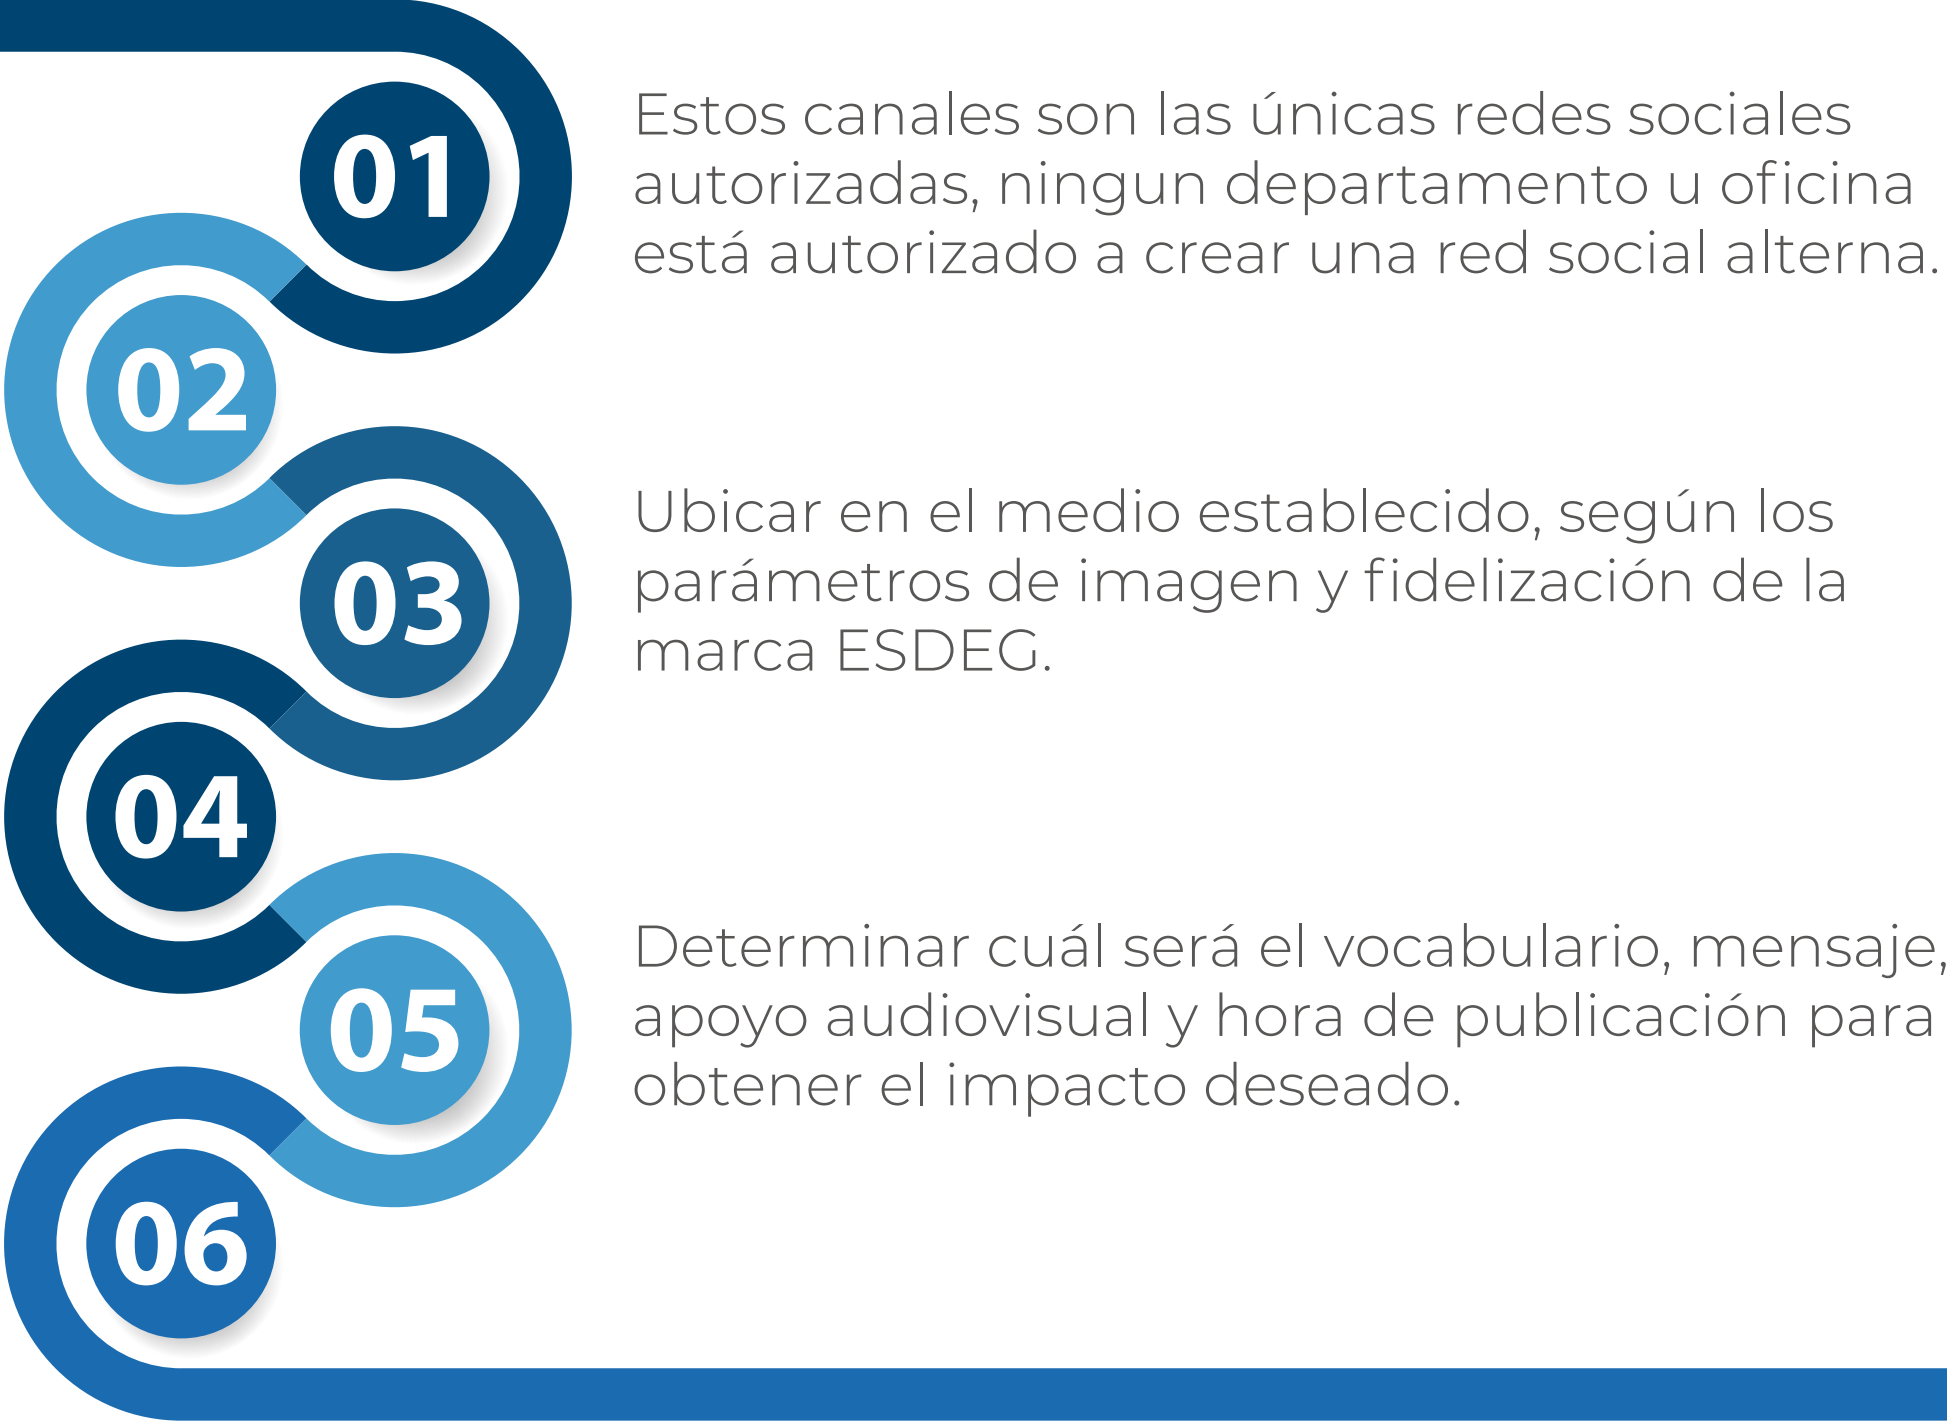 01
Estos canales son las únicas redes sociales
autorizadas, ningun departamento u oficina
está autorizado a crear una red social alterna.
02
03
Ubicar en el medio establecido, según los
parámetros de imagen y fidelización de la
marca ESDEG.
04
05
Determinar cuál será el vocabulario, mensaje,
apoyo audiovisual y hora de publicación para
obtener el impacto deseado.
06